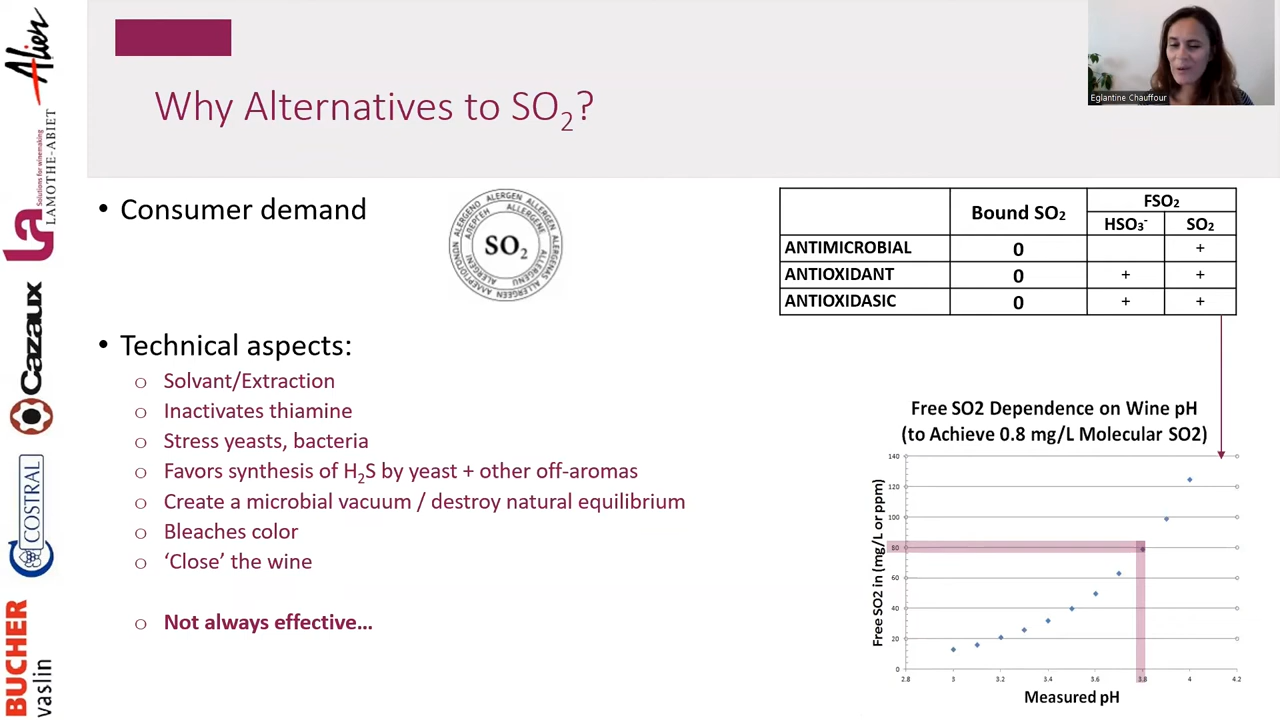 Alien
Solutions for winemaking
La
LAMOTHE-ABIET
Cazaux
COSTRAL
BUCHER
vaslin
Why Alternatives to SO₂?
Eglantine Chauffour
• Consumer demand
SO₂
• Technical aspects:
o Solvant/Extraction
o Inactivates thiamine
o Stress yeasts, bacteria
o Favors synthesis of H₂S by yeast + other off-aromas
o Create a microbial vacuum / destroy natural equilibrium
o Bleaches color
o ‘Close’ the wine
o Not always effective…
Bound SO₂ FSO₂
HSO₃⁻ SO₂
ANTIMICROBIAL 0 +
ANTIOXIDANT 0 + +
ANTIOXIDASIC 0 + +
Free SO2 Dependence on Wine pH
(to Achieve 0.8 mg/L Molecular SO2)
Free SO2 in (mg/L or ppm)
140
120
100
80
60
40
20
0
2.8 3 3.2 3.4 3.6 3.8 4 4.2
Measured pH